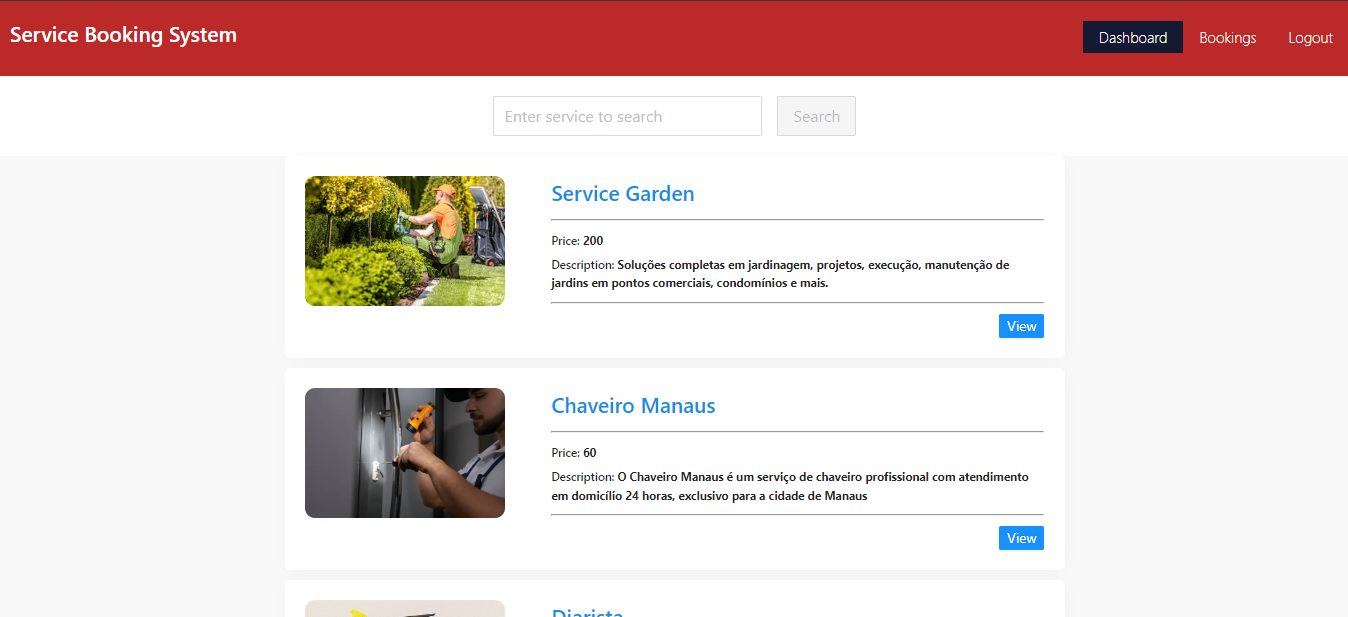 Service Booking System
Dashboard
Bookings
Logout
Enter service to search
Search
Service Garden
Price: 200
Description: Soluções completas em jardinagem, projetos, execução, manutenção de
jardins em pontos comerciais, condomínios e mais.
View
Chaveiro Manaus
Price: 60
Description: O Chaveiro Manaus é um serviço de chaveiro profissional com atendimento
em domicílio 24 horas, exclusivo para a cidade de Manaus
View
Diarista